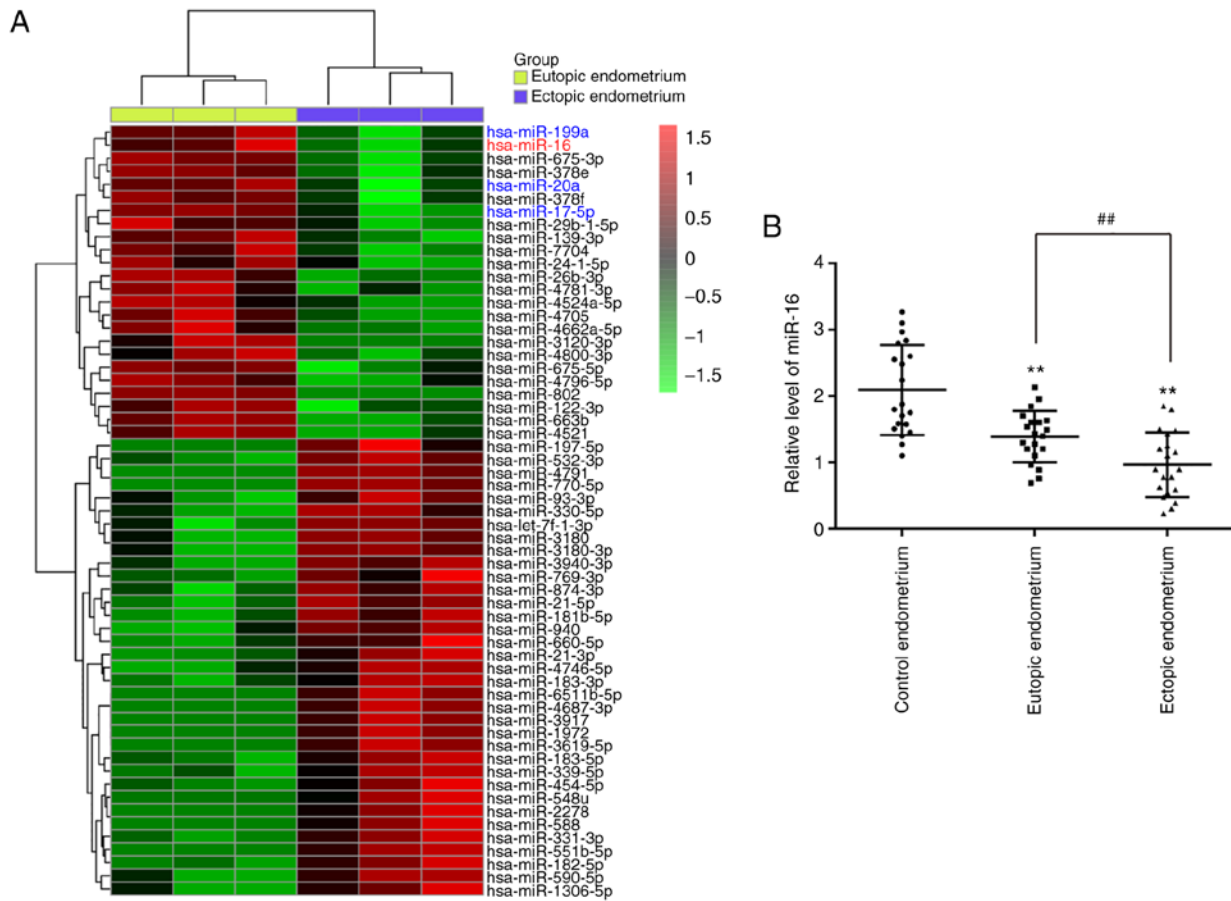 A
Group
Eutopic endometrium
Ectopic endometrium
hsa-miR-199a
hsa-miR-16
hsa-miR-675-3p
hsa-miR-378e
hsa-miR-20a
hsa-miR-378f
hsa-miR-17-5p
hsa-miR-29b-1-5p
hsa-miR-139-3p
hsa-miR-7704
hsa-miR-24-1-5p
hsa-miR-26b-3p
hsa-miR-4781-3p
hsa-miR-4524a-5p
hsa-miR-4705
hsa-miR-4662a-5p
hsa-miR-3120-3p
hsa-miR-4800-3p
hsa-miR-675-5p
hsa-miR-4796-5p
hsa-miR-802
hsa-miR-122-3p
hsa-miR-663b
hsa-miR-4521
hsa-miR-197-5p
hsa-miR-532-3p
hsa-miR-4791
hsa-miR-770-5p
hsa-miR-93-3p
hsa-miR-330-5p
hsa-let-7f-1-3p
hsa-miR-3180
hsa-miR-3180-3p
hsa-miR-3940-3p
hsa-miR-769-3p
hsa-miR-874-3p
hsa-miR-21-5p
hsa-miR-181b-5p
hsa-miR-940
hsa-miR-660-5p
hsa-miR-21-3p
hsa-miR-4746-5p
hsa-miR-183-3p
hsa-miR-6511b-5p
hsa-miR-4687-3p
hsa-miR-3917
hsa-miR-1972
hsa-miR-3619-5p
hsa-miR-183-5p
hsa-miR-339-5p
hsa-miR-454-5p
hsa-miR-548u
hsa-miR-2278
hsa-miR-588
hsa-miR-331-3p
hsa-miR-551b-5p
hsa-miR-182-5p
hsa-miR-590-5p
hsa-miR-1306-5p
1.5
1
0.5
0
−0.5
−1
−1.5
B
Relative level of miR-16
4
3
2
1
0
##
**
**
Control endometrium
Eutopic endometrium
Ectopic endometrium